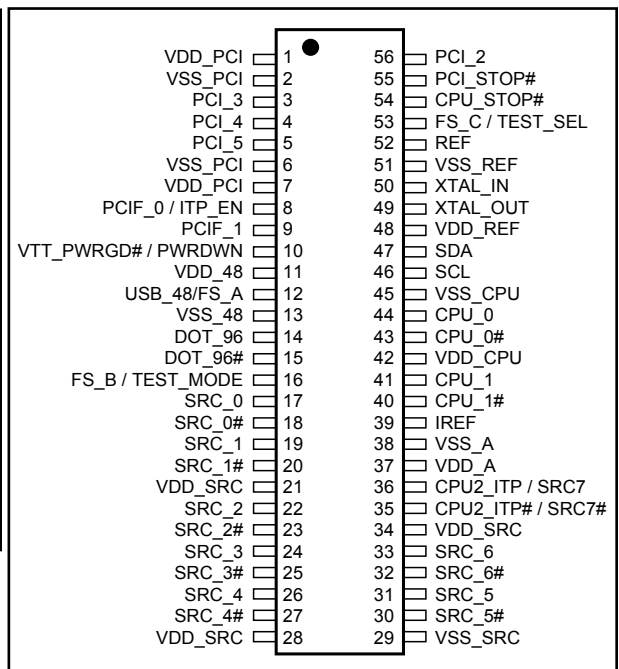 VDD_PCI 1 56 PCI_2
VSS_PCI 2 55 PCI_STOP#
PCI_3 3 54 CPU_STOP#
PCI_4 4 53 FS_C / TEST_SEL
PCI_5 5 52 REF
VSS_PCI 6 51 VSS_REF
VDD_PCI 7 50 XTAL_IN
PCIF_0 / ITP_EN 8 49 XTAL_OUT
PCIF_1 9 48 VDD_REF
VTT_PWRGD# / PWRDWN 10 47 SDA
VDD_48 11 46 SCL
USB_48/FS_A 12 45 VSS_CPU
VSS_48 13 44 CPU_0
DOT_96 14 43 CPU_0#
DOT_96# 15 42 VDD_CPU
FS_B / TEST_MODE 16 41 CPU_1
SRC_0 17 40 CPU_1#
SRC_0# 18 39 IREF
SRC_1 19 38 VSS_A
SRC_1# 20 37 VDD_A
VDD_SRC 21 36 CPU2_ITP / SRC7
SRC_2 22 35 CPU2_ITP# / SRC7#
SRC_2# 23 34 VDD_SRC
SRC_3 24 33 SRC_6
SRC_3# 25 32 SRC_6#
SRC_4 26 31 SRC_5
SRC_4# 27 30 SRC_5#
VDD_SRC 28 29 VSS_SRC